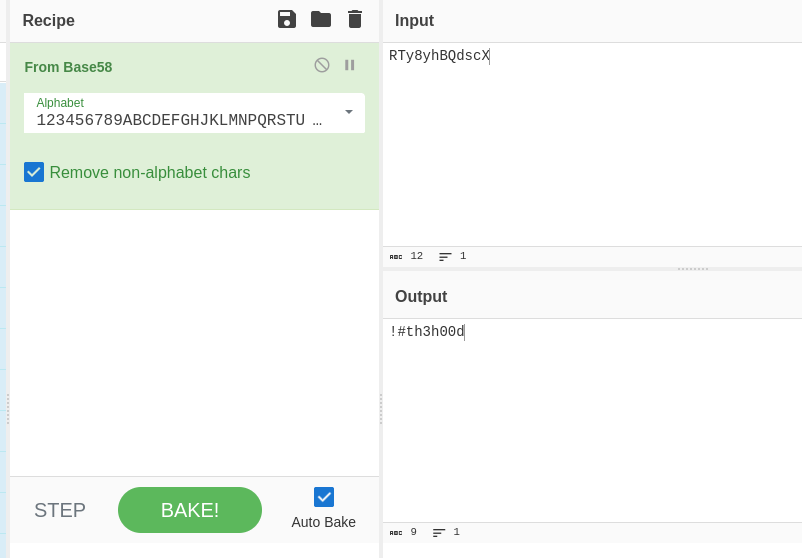 Recipe
From Base58
Alphabet
123456789ABCDEFGHJKLMNPQRSTU …
Remove non-alphabet chars
STEP
BAKE!
Auto Bake
Input
RTy8yhBQdscX
ABC 12 1
Output
!#th3h00d
ABC 9 1